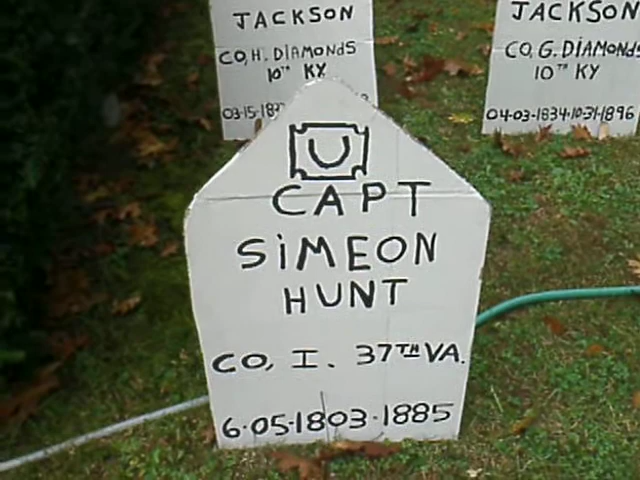 JACKSON
CO, H. DIAMONDS
10TH KY
JACKSON
CO, G. DIAMONDS
10TH KY
04-03-1834-10-31-1896
U
CAPT
SIMEON
HUNT
CO, I. 37TH VA.
6-05-1803-1885